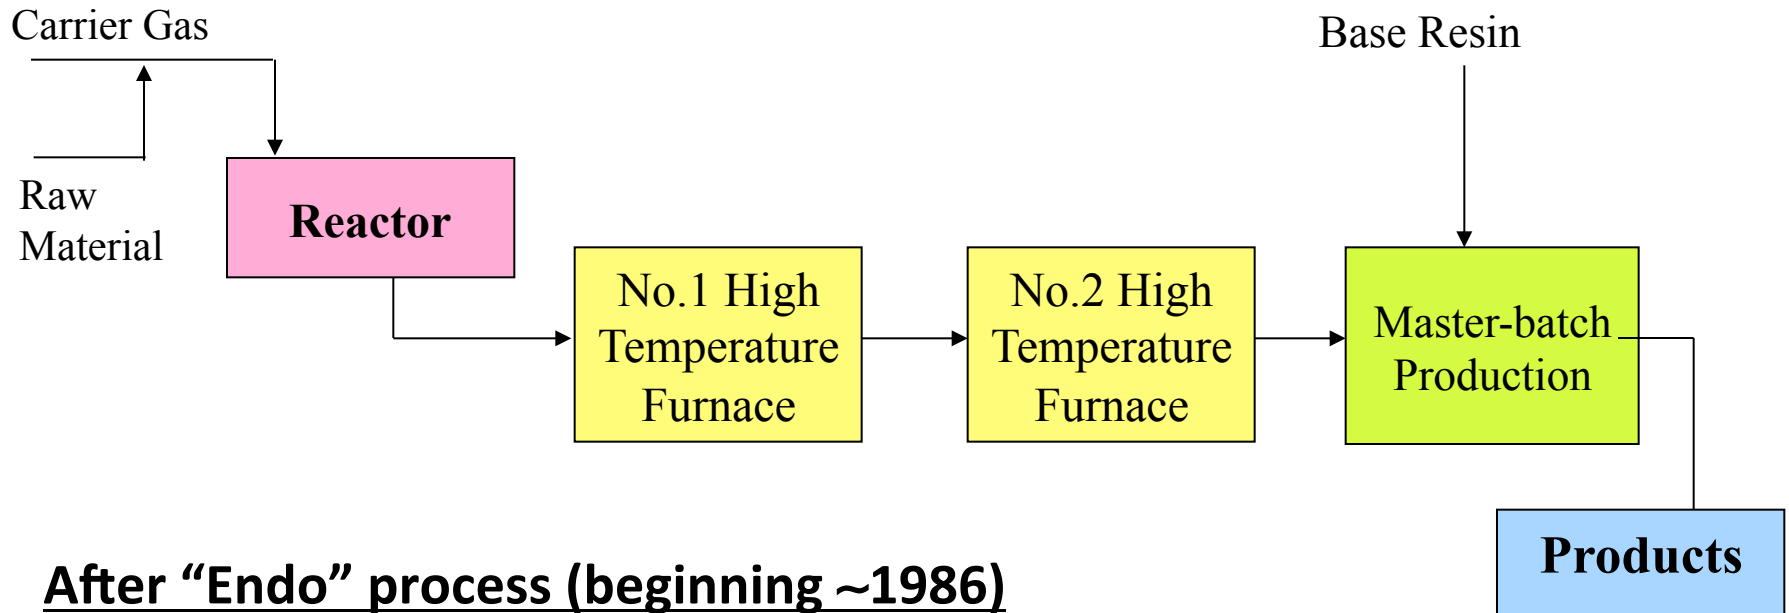 Carrier Gas
Base Resin
Raw
Material
Reactor
No.1 High
Temperature
Furnace
No.2 High
Temperature
Furnace
Master-batch
Production
Products
After “Endo” process (beginning ~1986)